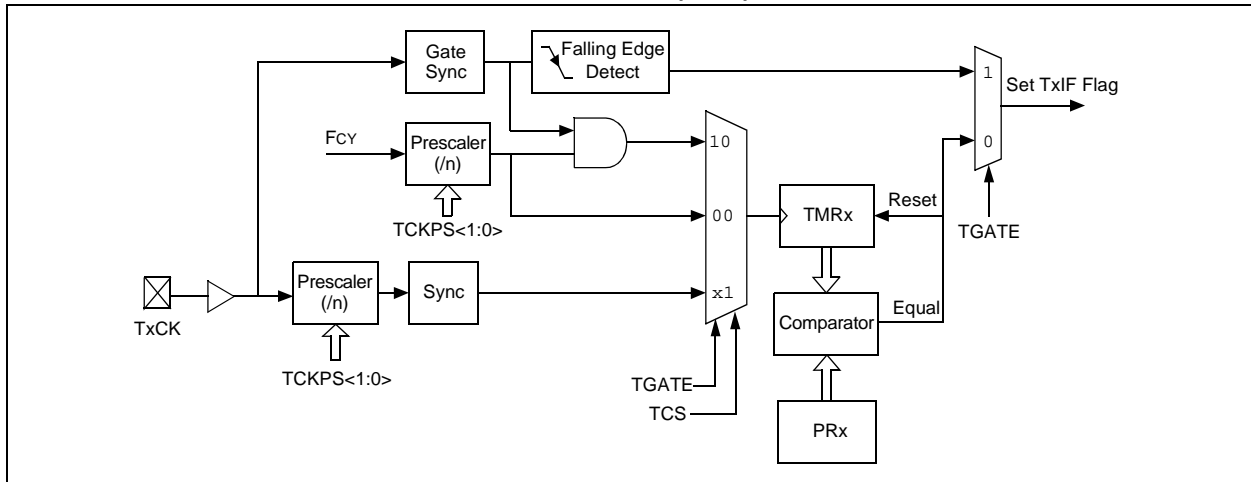 Gate
Sync
Falling Edge
Detect
1
Set TxIF Flag
FCY
Prescaler
(/n)
10
0
TCKPS<1:0>
00
TMRx
Reset
TGATE
TxCK
Prescaler
(/n)
Sync
x1
Comparator
Equal
TCKPS<1:0>
TGATE
TCS
PRx